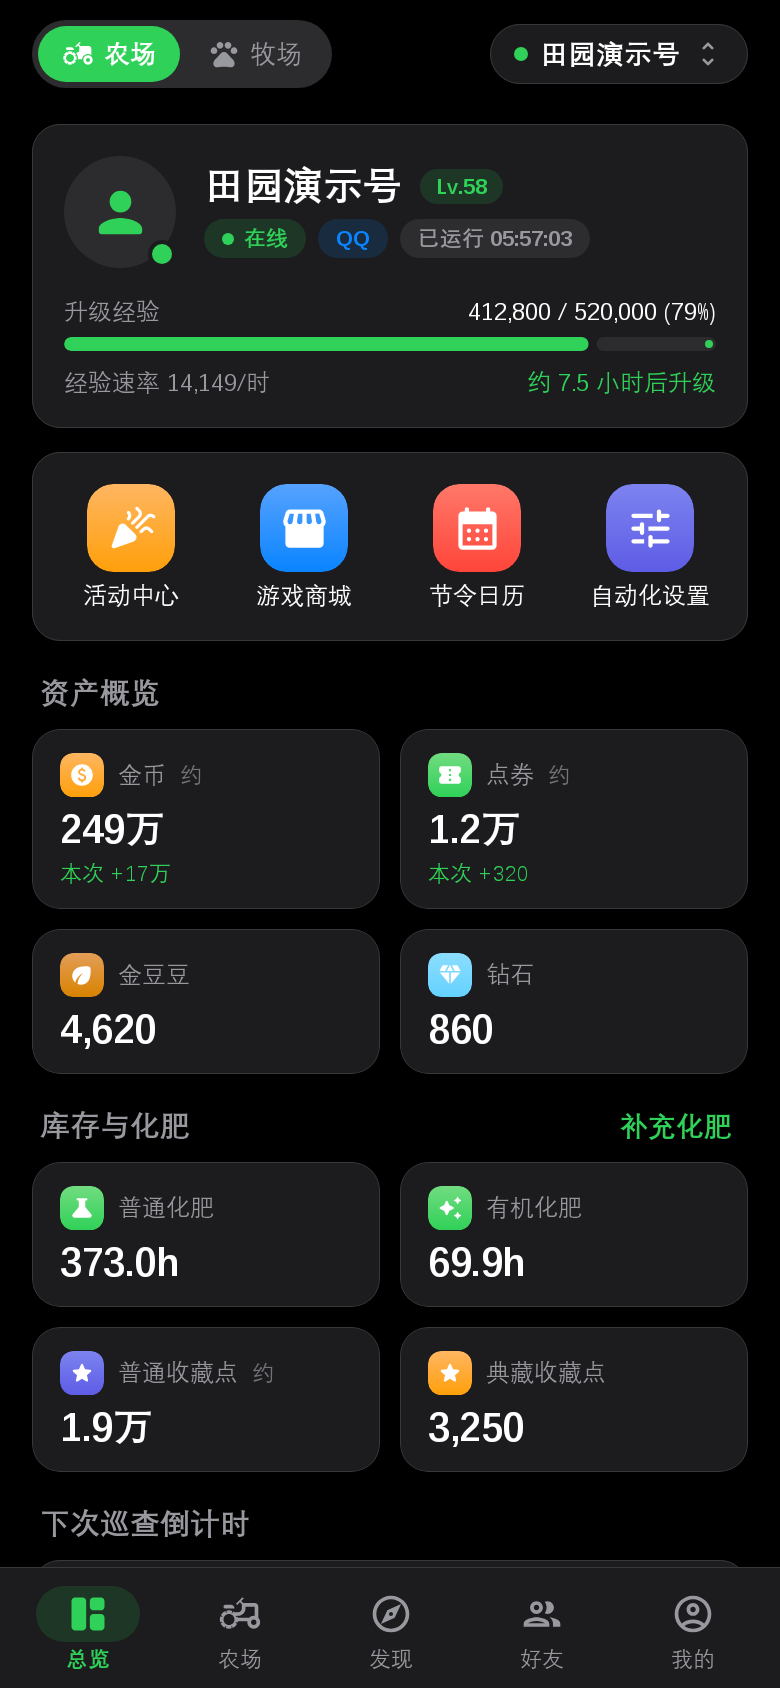 农场 牧场 田园演示号
田园演示号 Lv.58
在线 QQ 已运行 05:57:03
升级经验 412,800 / 520,000 (79%)
经验速率 14,149/时 约 7.5 小时后升级
活动中心 游戏商城 节令日历 自动化设置
资产概览
金币 约 点券 约
249万 1.2万
本次 +17万 本次 +320
金豆豆 钻石
4,620 860
库存与化肥 补充化肥
普通化肥 有机化肥
373.0h 69.9h
普通收藏点 约 典藏收藏点
1.9万 3,250
下次巡查倒计时
总览 农场 发现 好友 我的